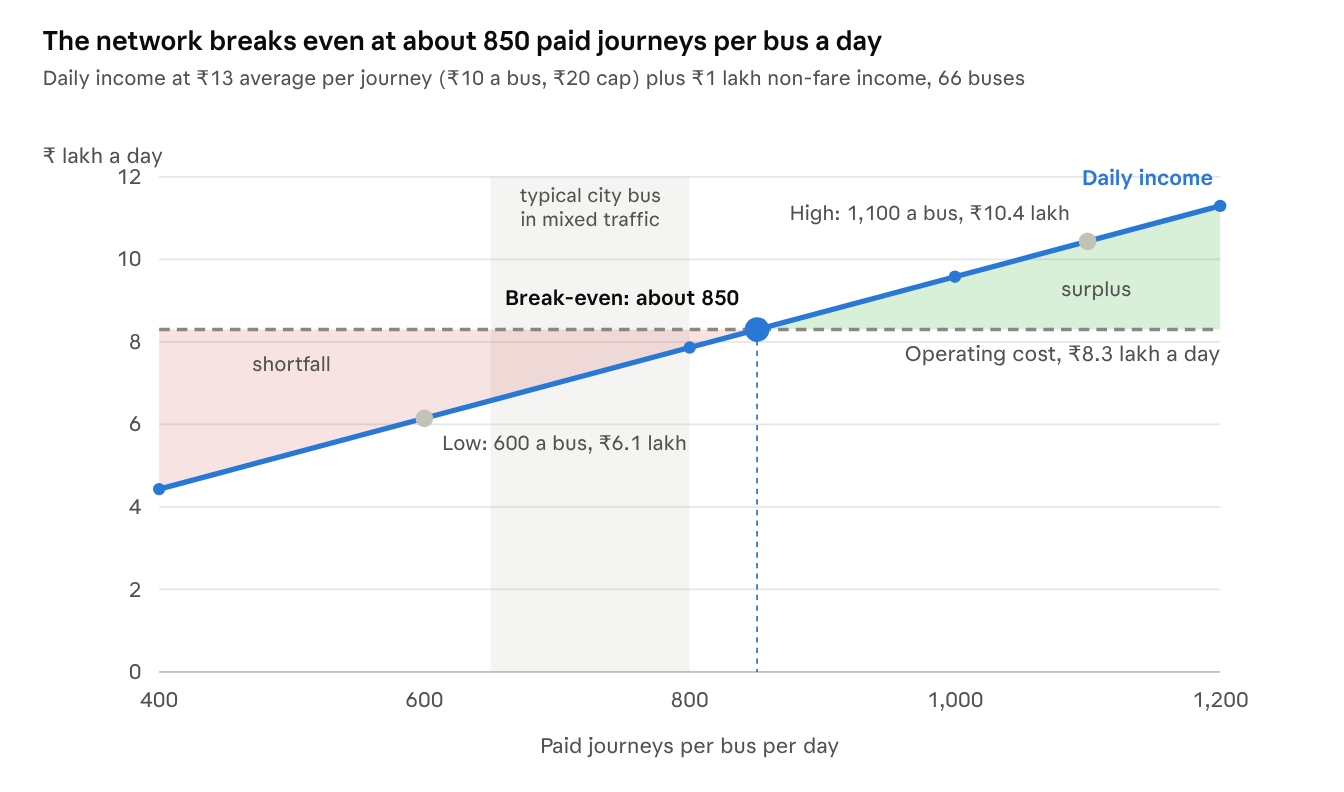 The network breaks even at about 850 paid journeys per bus a day
Daily income at ₹13 average per journey (₹10 a bus, ₹20 cap) plus ₹1 lakh non-fare income, 66 buses
₹ lakh a day
12
Daily income
typical city bus
in mixed traffic
High: 1,100 a bus, ₹10.4 lakh
10
surplus
Break-even: about 850
8
Operating cost, ₹8.3 lakh a day
shortfall
6
Low: 600 a bus, ₹6.1 lakh
4
2
0
400 600 800 1,000 1,200
Paid journeys per bus per day